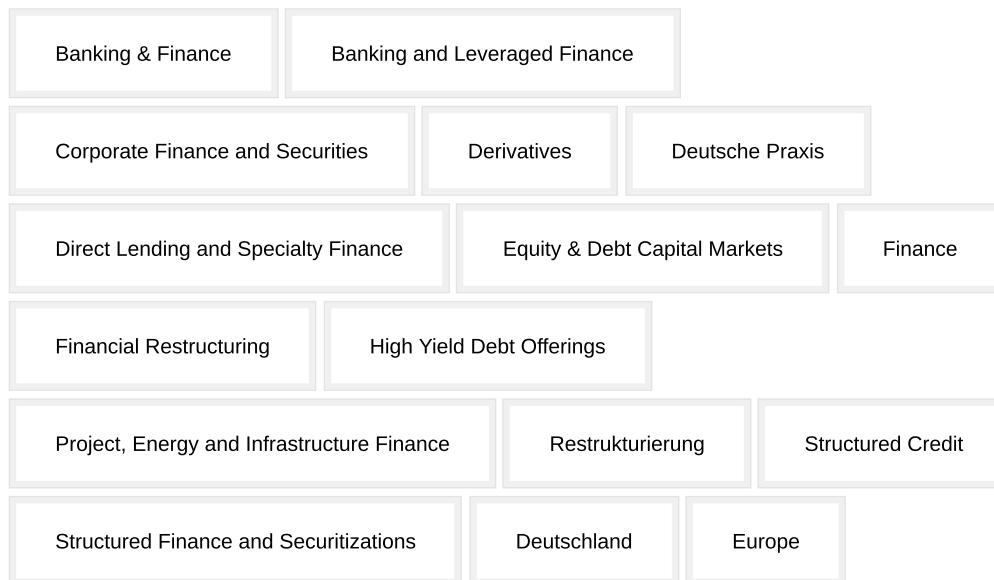 Banking & Finance
Banking and Leveraged Finance
Corporate Finance and Securities
Derivatives
Deutsche Praxis
Direct Lending and Specialty Finance
Equity & Debt Capital Markets
Finance
Financial Restructuring
High Yield Debt Offerings
Project, Energy and Infrastructure Finance
Restrukturierung
Structured Credit
Structured Finance and Securitizations
Deutschland
Europe